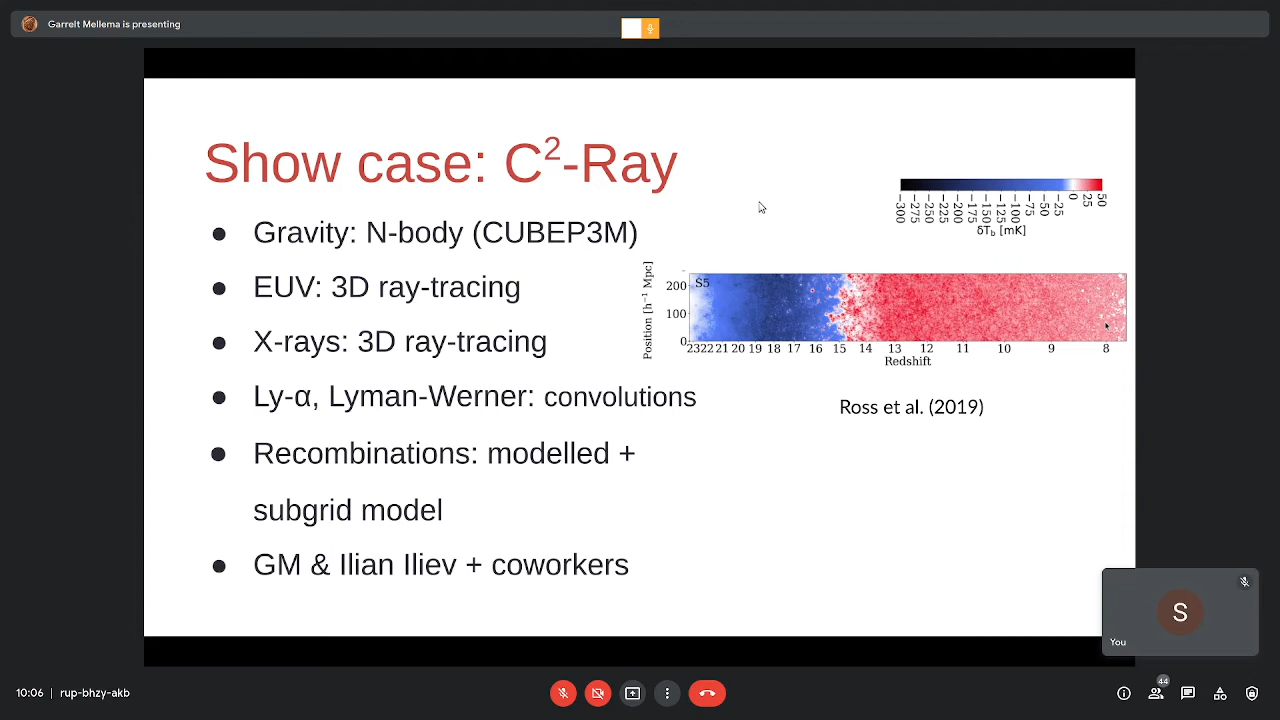 Garrelt Mellema is presenting
Show case: C²-Ray
● Gravity: N-body (CUBEP3M)
● EUV: 3D ray-tracing
● X-rays: 3D ray-tracing
● Ly-α, Lyman-Werner: convolutions
● Recombinations: modelled +
subgrid model
● GM & Ilian Iliev + coworkers
−300 −275 −250 −225 −200 −175 −150 −125 −100 −75 −50 −25 0 25 50
δTb [mK]
Position [h⁻¹ Mpc]
200
100
0
S5
23 22 21 20 19 18 17 16 15 14 13 12 11 10 9 8
Redshift
Ross et al. (2019)
S
You
10:06 | rup-bhzy-akb
44